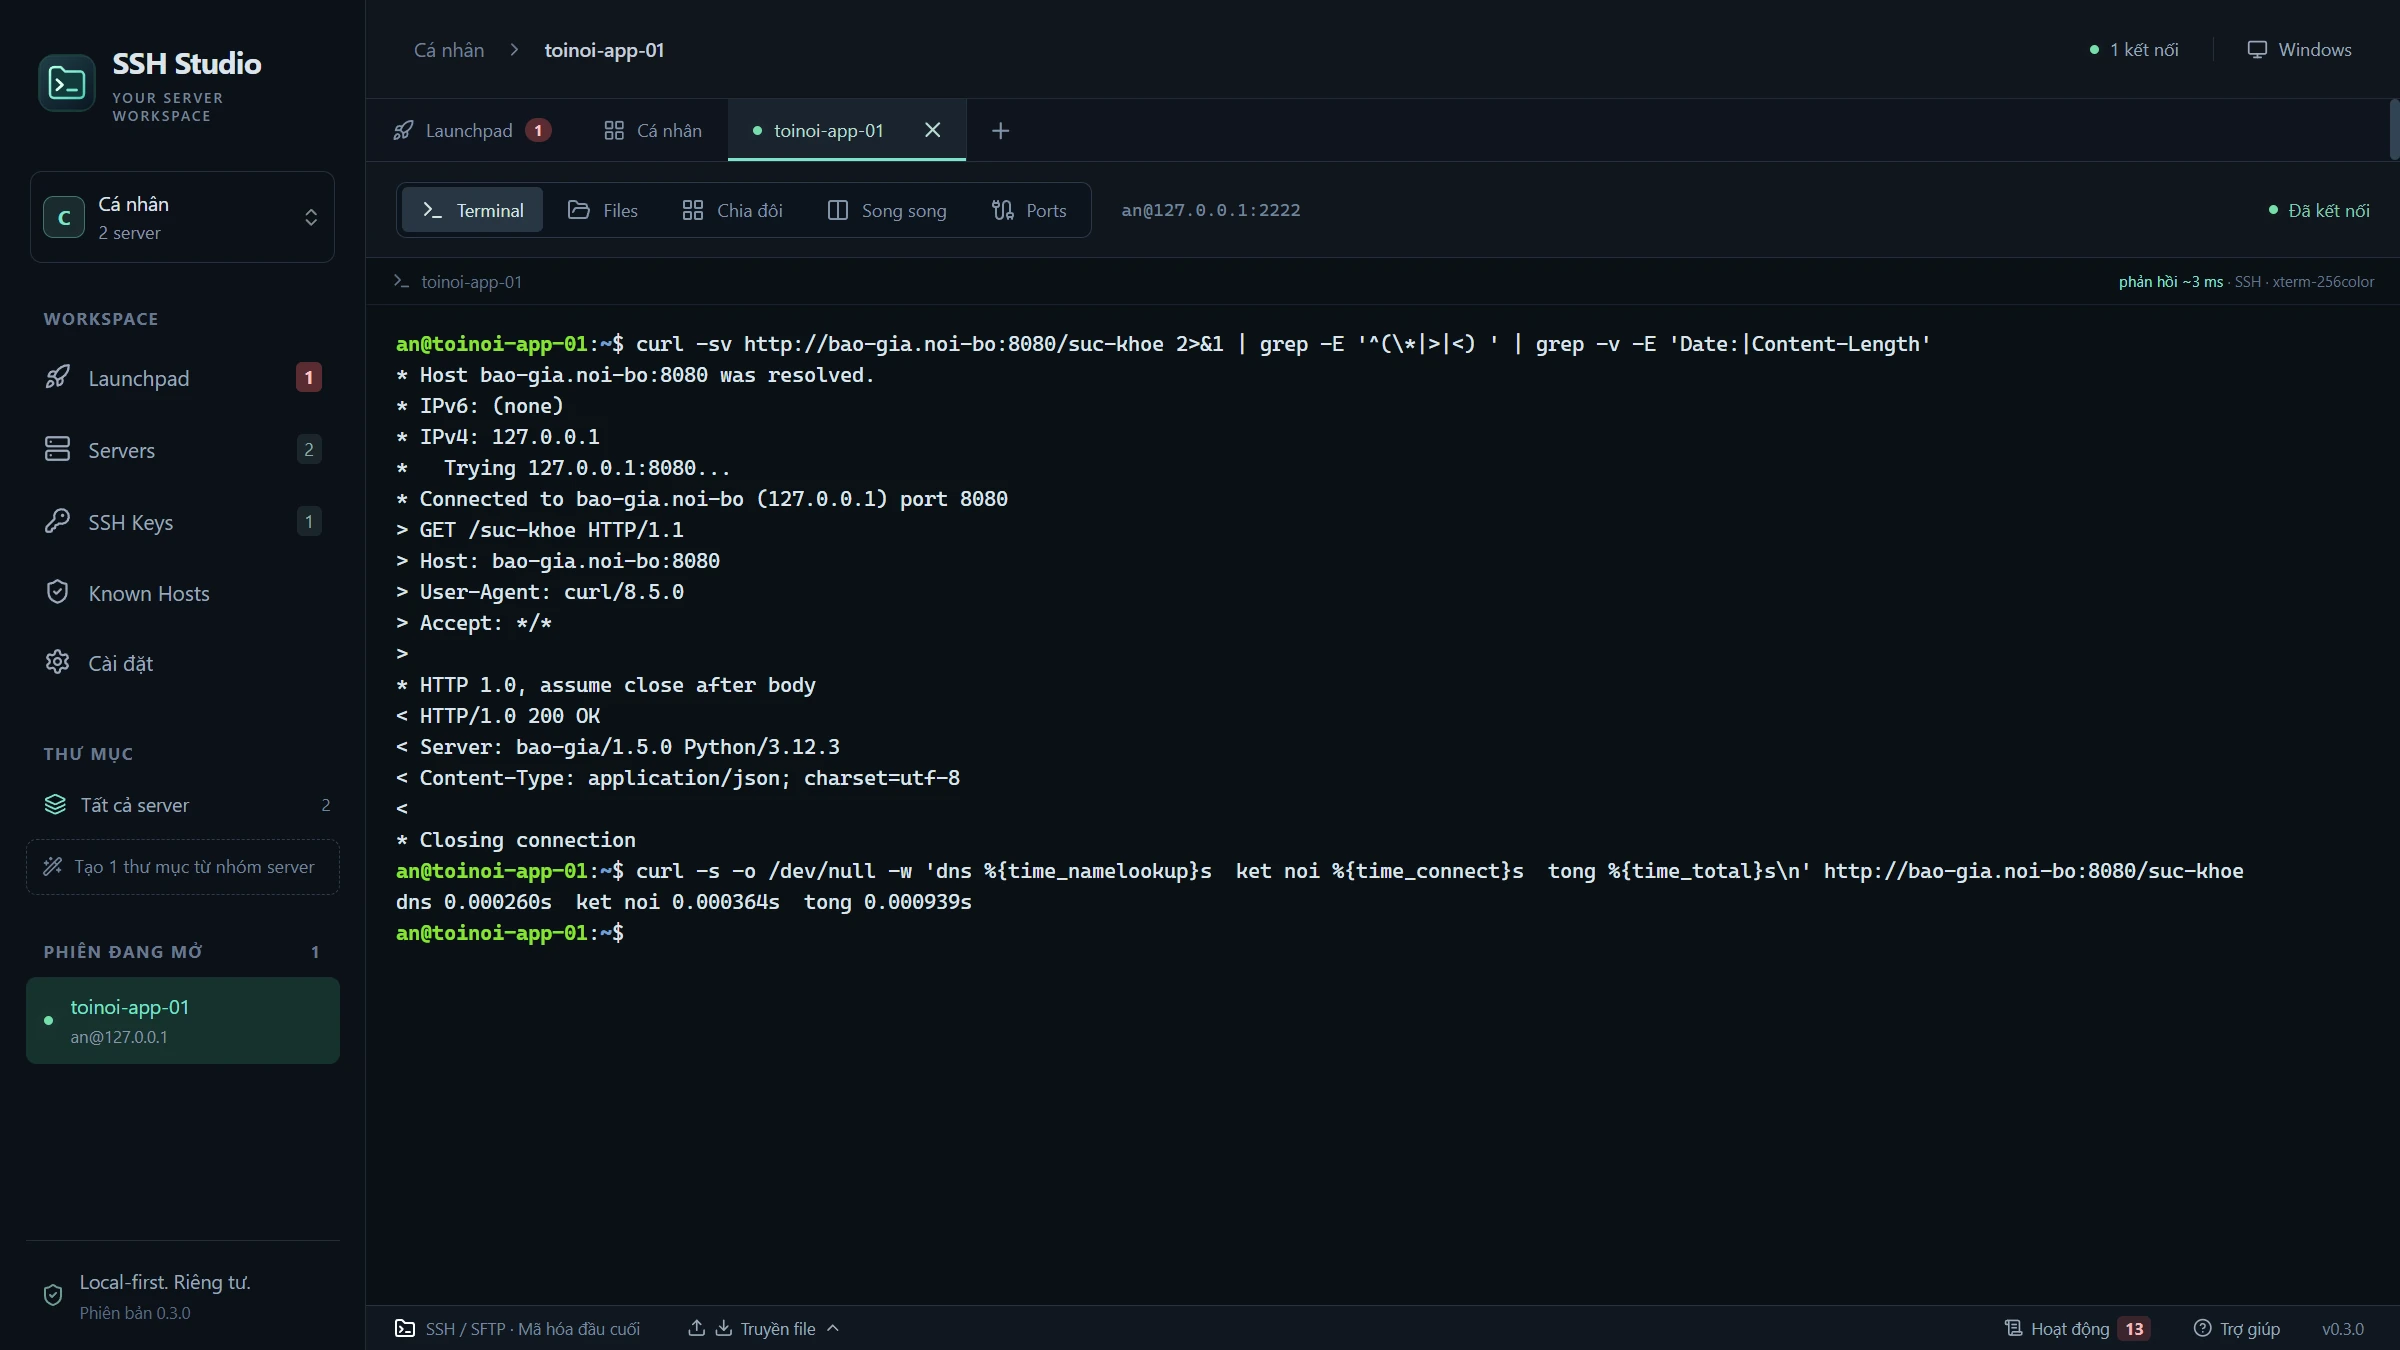 SSH Studio
YOUR SERVER
WORKSPACE
C
Cá nhân
2 server
WORKSPACE
Launchpad 1
Servers 2
SSH Keys 1
Known Hosts
Cài đặt
THƯ MỤC
Tất cả server 2
Tạo 1 thư mục từ nhóm server
PHIÊN ĐANG MỞ 1
toinoi-app-01
an@127.0.0.1
Local-first. Riêng tư.
Phiên bản 0.3.0
Cá nhân > toinoi-app-01
1 kết nối
Windows
Launchpad 1
Cá nhân
toinoi-app-01
Terminal
Files
Chia đôi
Song song
Ports
an@127.0.0.1:2222
Đã kết nối
toinoi-app-01
phản hồi ~3 ms · SSH · xterm-256color
an@toinoi-app-01:~$ curl -sv http://bao-gia.noi-bo:8080/suc-khoe 2>&1 | grep -E '^(\*|>|<) ' | grep -v -E 'Date:|Content-Length'
* Host bao-gia.noi-bo:8080 was resolved.
* IPv6: (none)
* IPv4: 127.0.0.1
*   Trying 127.0.0.1:8080...
* Connected to bao-gia.noi-bo (127.0.0.1) port 8080
> GET /suc-khoe HTTP/1.1
> Host: bao-gia.noi-bo:8080
> User-Agent: curl/8.5.0
> Accept: */*
>
* HTTP 1.0, assume close after body
< HTTP/1.0 200 OK
< Server: bao-gia/1.5.0 Python/3.12.3
< Content-Type: application/json; charset=utf-8
<
* Closing connection
an@toinoi-app-01:~$ curl -s -o /dev/null -w 'dns %{time_namelookup}s  ket noi %{time_connect}s  tong %{time_total}s\n' http://bao-gia.noi-bo:8080/suc-khoe
dns 0.000260s  ket noi 0.000364s  tong 0.000939s
an@toinoi-app-01:~$
SSH / SFTP · Mã hóa đầu cuối
Truyền file
Hoạt động 13
Trợ giúp
v0.3.0